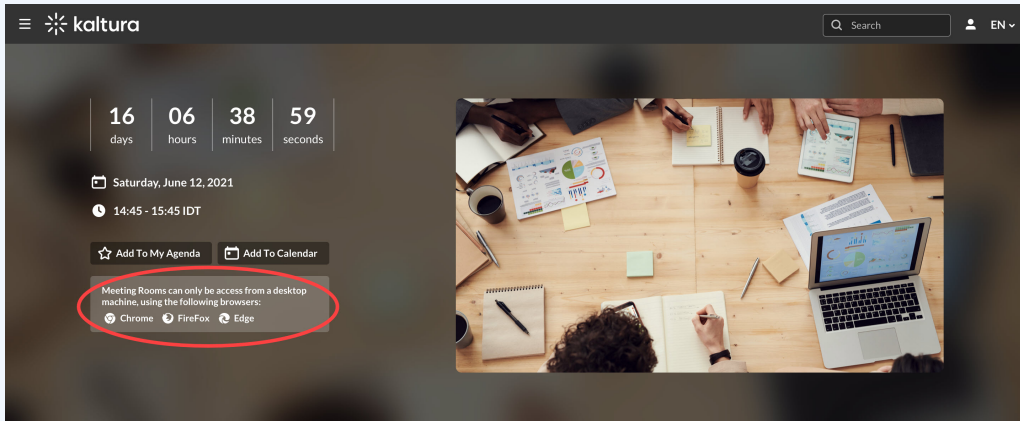 kaltura
Search
EN
16 06 38 59
days hours minutes seconds
Saturday, June 12, 2021
14:45 - 15:45 IDT
Add To My Agenda Add To Calendar
Meeting Rooms can only be access from a desktop
machine, using the following browsers:
Chrome FireFox Edge